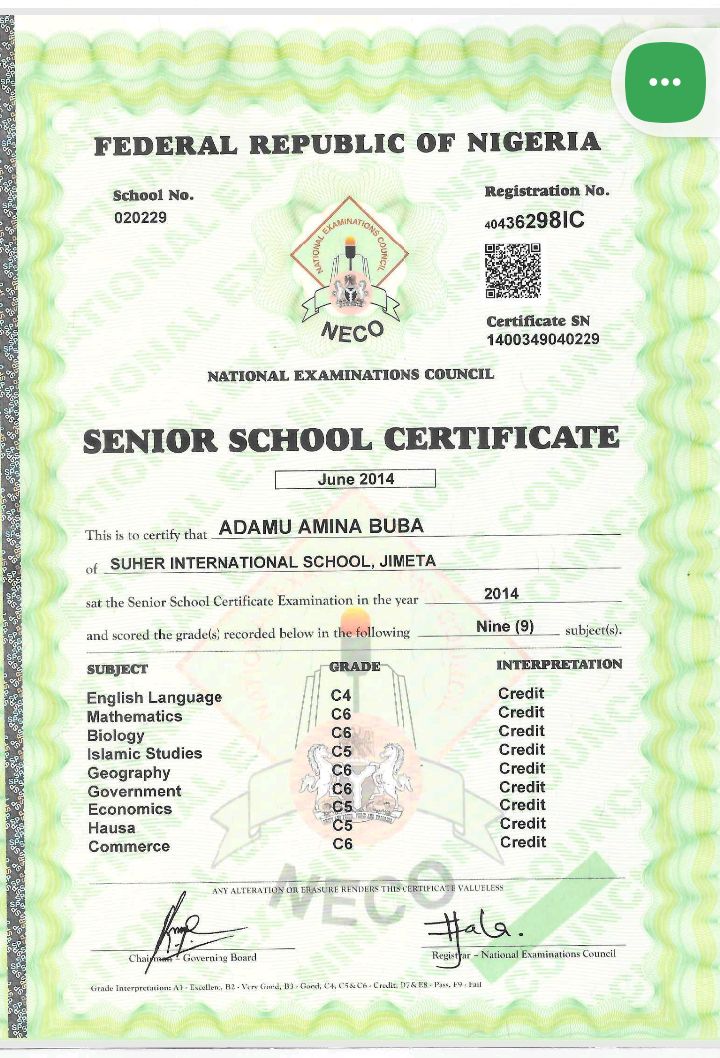 FEDERAL REPUBLIC OF NIGERIA
School No.
020229
Registration No.
40436298IC
NATIONAL EXAMINATIONS COUNCIL
NECO
Certificate SN
1400349040229
NATIONAL EXAMINATIONS COUNCIL
SENIOR SCHOOL CERTIFICATE
June 2014
This is to certify that ADAMU AMINA BUBA
of SUHER INTERNATIONAL SCHOOL, JIMETA
sat the Senior School Certificate Examination in the year 2014
and scored the grade(s) recorded below in the following Nine (9) subject(s).
SUBJECT GRADE INTERPRETATION
English Language C4 Credit
Mathematics C6 Credit
Biology C6 Credit
Islamic Studies C5 Credit
Geography C6 Credit
Government C6 Credit
Economics C5 Credit
Hausa C5 Credit
Commerce C6 Credit
NECO
ANY ALTERATION OR ERASURE RENDERS THIS CERTIFICATE VALUELESS
Chairman - Governing Board
Registrar - National Examinations Council
Grade Interpretation: A1 - Excellent, B2 - Very Good, B3 - Good, C4, C5 & C6 - Credit, D7 & E8 - Pass, F9 - Fail